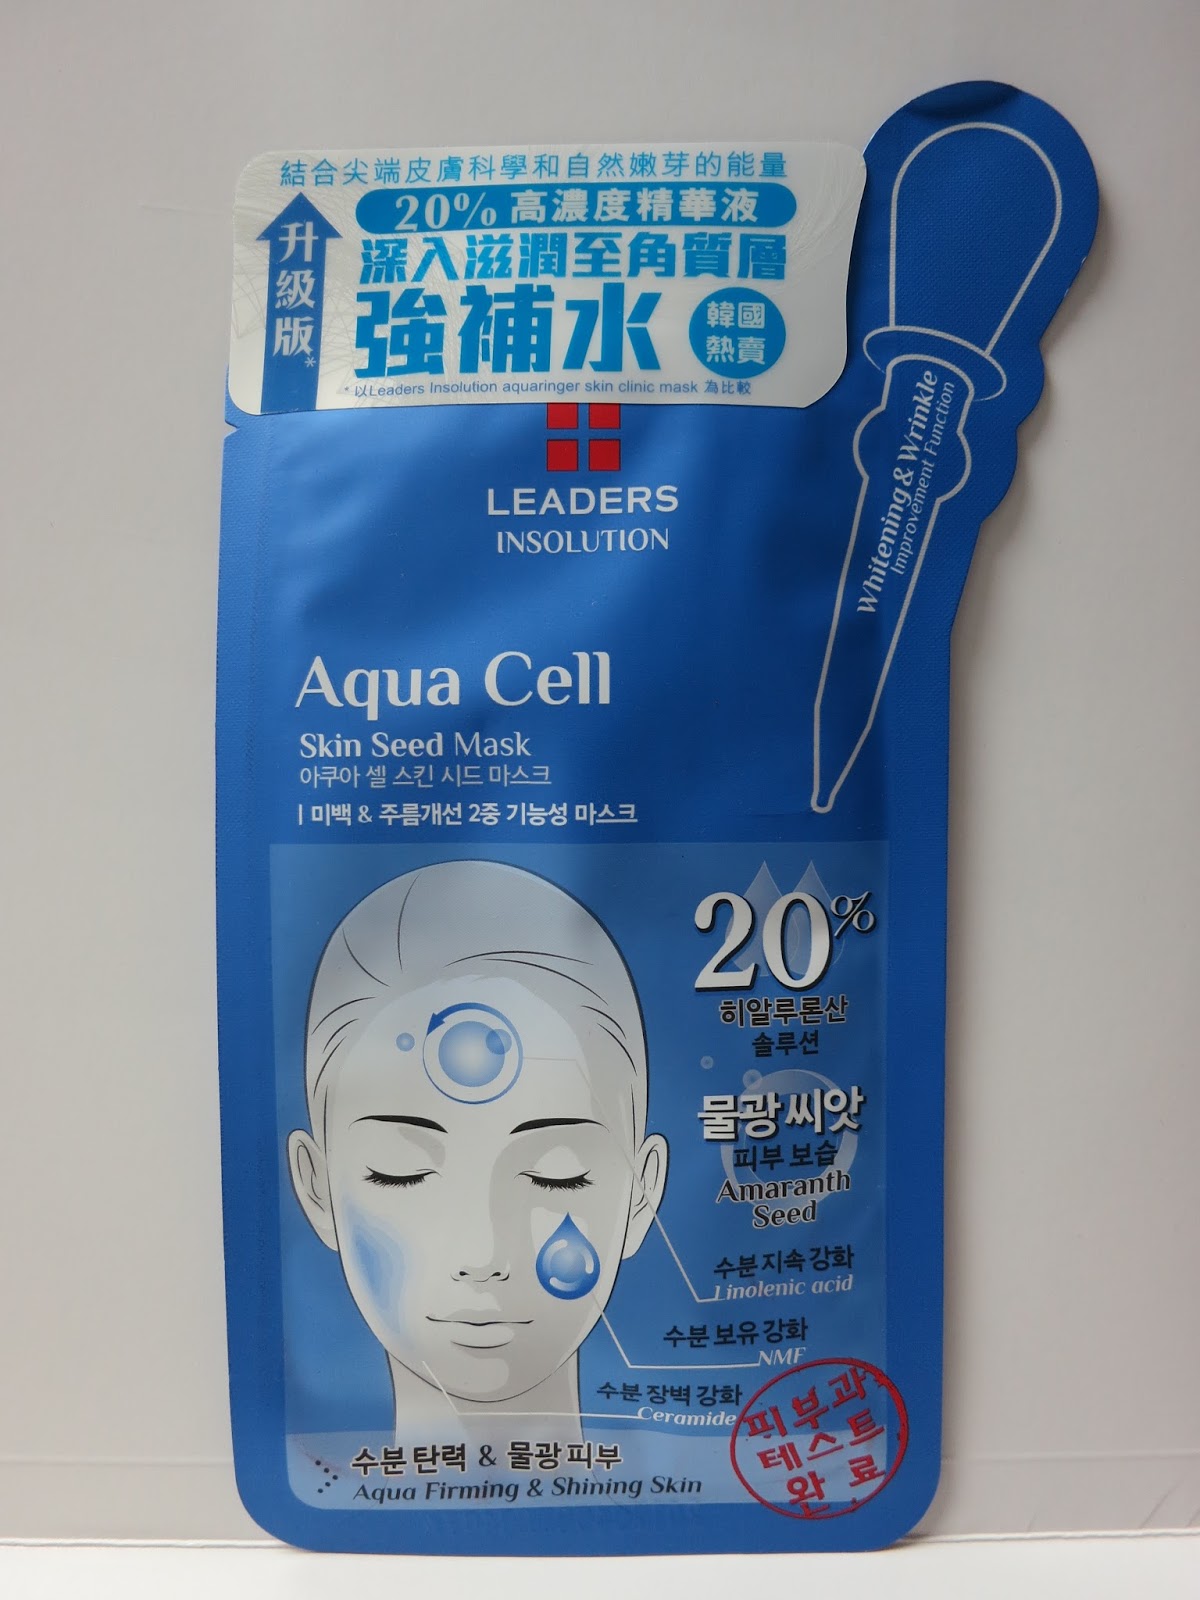 結合尖端皮膚科學和自然嫩芽的能量
升級版*
20% 高濃度精華液
深入滋潤至角質層
強補水
韓國
熱賣
* 以Leaders Insolution aquaringer skin clinic mask 為比較
Whitening & Wrinkle
Improvement Function
LEADERS
INSOLUTION
Aqua Cell
Skin Seed Mask
아쿠아 셀 스킨 시드 마스크
| 미백 & 주름개선 2중 기능성 마스크
20%
히알루론산
솔루션
물광 씨앗
피부 보습
Amaranth
Seed
수분 지속 강화
Linolenic acid
수분 보유 강화
NMF
수분 장벽 강화
Ceramide
피부과
테스트
완료
수분 탄력 & 물광 피부
Aqua Firming & Shining Skin